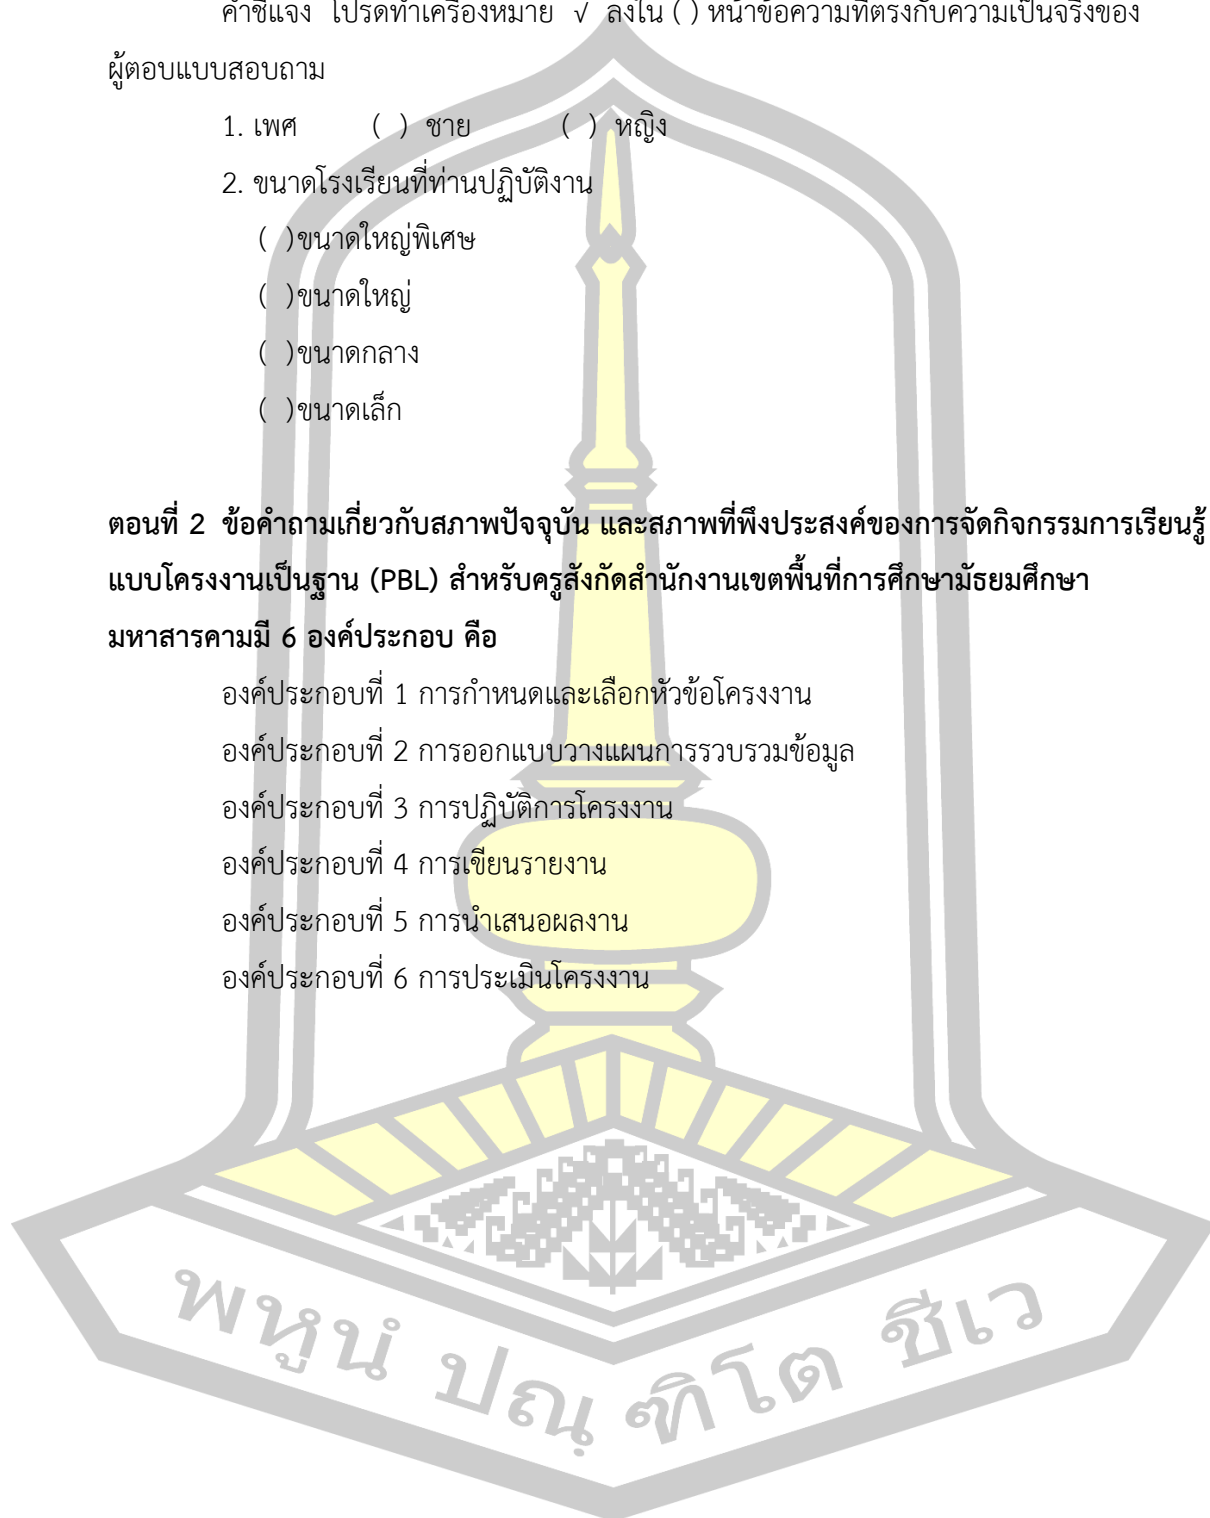 คำชี้แจง โปรดทำเครื่องหมาย √ ลงใน ( ) หน้าข้อความที่ตรงกับความเป็นจริงของ
ผู้ตอบแบบสอบถาม
1. เพศ ( ) ชาย ( ) หญิง
2. ขนาดโรงเรียนที่ท่านปฏิบัติงาน
( )ขนาดใหญ่พิเศษ
( )ขนาดใหญ่
( )ขนาดกลาง
( )ขนาดเล็ก
ตอนที่ 2 ข้อคำถามเกี่ยวกับสภาพปัจจุบัน และสภาพที่พึงประสงค์ของการจัดกิจกรรมการเรียนรู้
แบบโครงงานเป็นฐาน (PBL) สำหรับครูสังกัดสำนักงานเขตพื้นที่การศึกษามัธยมศึกษา
มหาสารคามมี 6 องค์ประกอบ คือ
องค์ประกอบที่ 1 การกำหนดและเลือกหัวข้อโครงงาน
องค์ประกอบที่ 2 การออกแบบวางแผนการรวบรวมข้อมูล
องค์ประกอบที่ 3 การปฏิบัติการโครงงาน
องค์ประกอบที่ 4 การเขียนรายงาน
องค์ประกอบที่ 5 การนำเสนอผลงาน
องค์ประกอบที่ 6 การประเมินโครงงาน
พหูนํ ปณฺฑิโต ชีเว